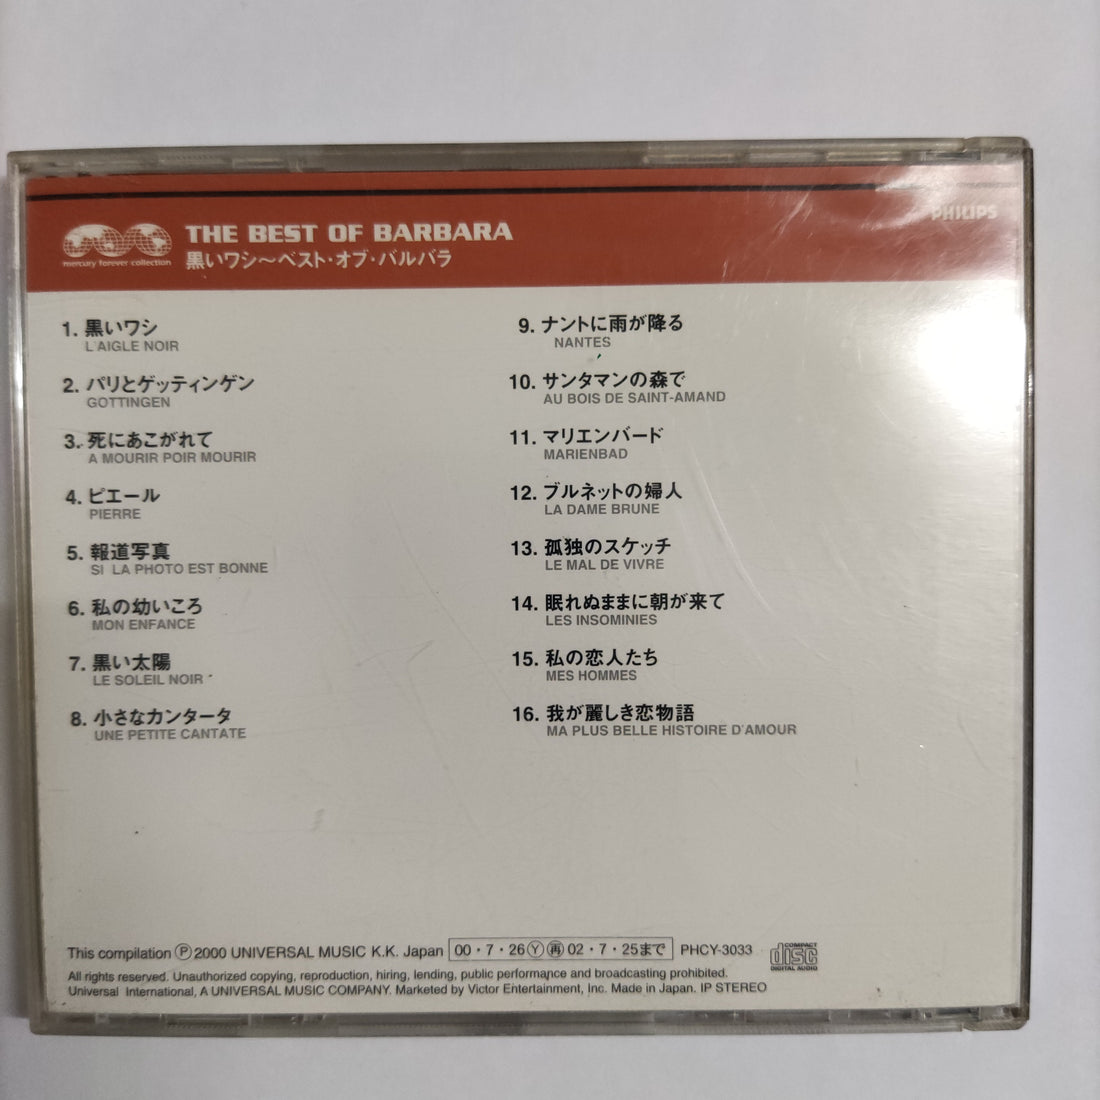 PHILIPS
THE BEST OF BARBARA
mercury forever collection
黒いワシ〜ベスト・オブ・バルバラ
1. 黒いワシ
L'AIGLE NOIR
2. パリとゲッティンゲン
GOTTINGEN
3. 死にあこがれて
A MOURIR POIR MOURIR
4. ピエール
PIERRE
5. 報道写真
SI LA PHOTO EST BONNE
6. 私の幼いころ
MON ENFANCE
7. 黒い太陽
LE SOLEIL NOIR
8. 小さなカンタータ
UNE PETITE CANTATE
9. ナントに雨が降る
NANTES
10. サンタマンの森で
AU BOIS DE SAINT-AMAND
11. マリエンバード
MARIENBAD
12. ブルネットの婦人
LA DAME BRUNE
13. 孤独のスケッチ
LE MAL DE VIVRE
14. 眠れぬままに朝が来て
LES INSOMINIES
15. 私の恋人たち
MES HOMMES
16. 我が麗しき恋物語
MA PLUS BELLE HISTOIRE D'AMOUR
This compilation Ⓟ2000 UNIVERSAL MUSIC K.K. Japan 00・7・26Ⓨ㊢02・7・25まで PHCY-3033 COMPACT disc DIGITAL AUDIO
All rights reserved. Unauthorized copying, reproduction, hiring, lending, public performance and broadcasting prohibited.
Universal International, A UNIVERSAL MUSIC COMPANY. Marketed by Victor Entertainment, Inc. Made in Japan. IP STEREO